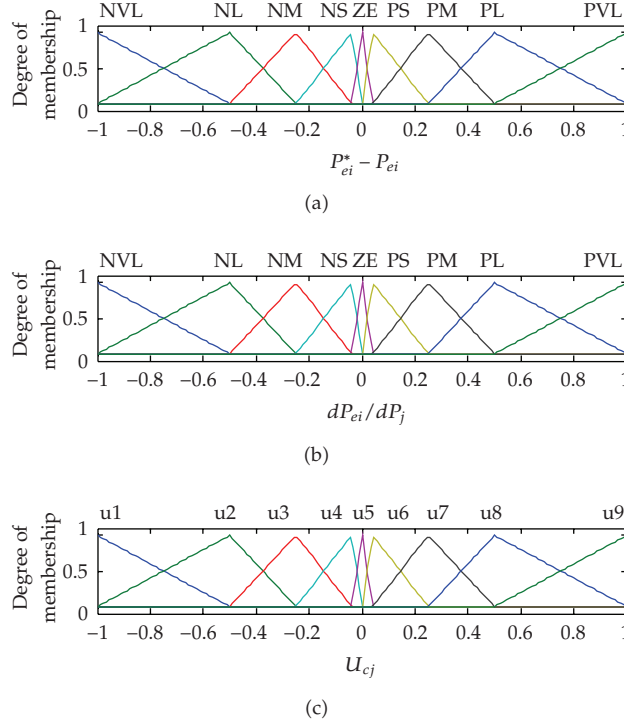 NVL NL NM NS ZE PS PM PL PVL
Degree of
membership
1
0.5
0
−1 −0.8 −0.6 −0.4 −0.2 0 0.2 0.4 0.6 0.8 1
P*ei − Pei
(a)
NVL NL NM NS ZE PS PM PL PVL
Degree of
membership
1
0.5
0
−1 −0.8 −0.6 −0.4 −0.2 0 0.2 0.4 0.6 0.8 1
dPei/dPj
(b)
u1 u2 u3 u4 u5 u6 u7 u8 u9
Degree of
membership
1
0.5
0
−1 −0.8 −0.6 −0.4 −0.2 0 0.2 0.4 0.6 0.8 1
Ucj
(c)